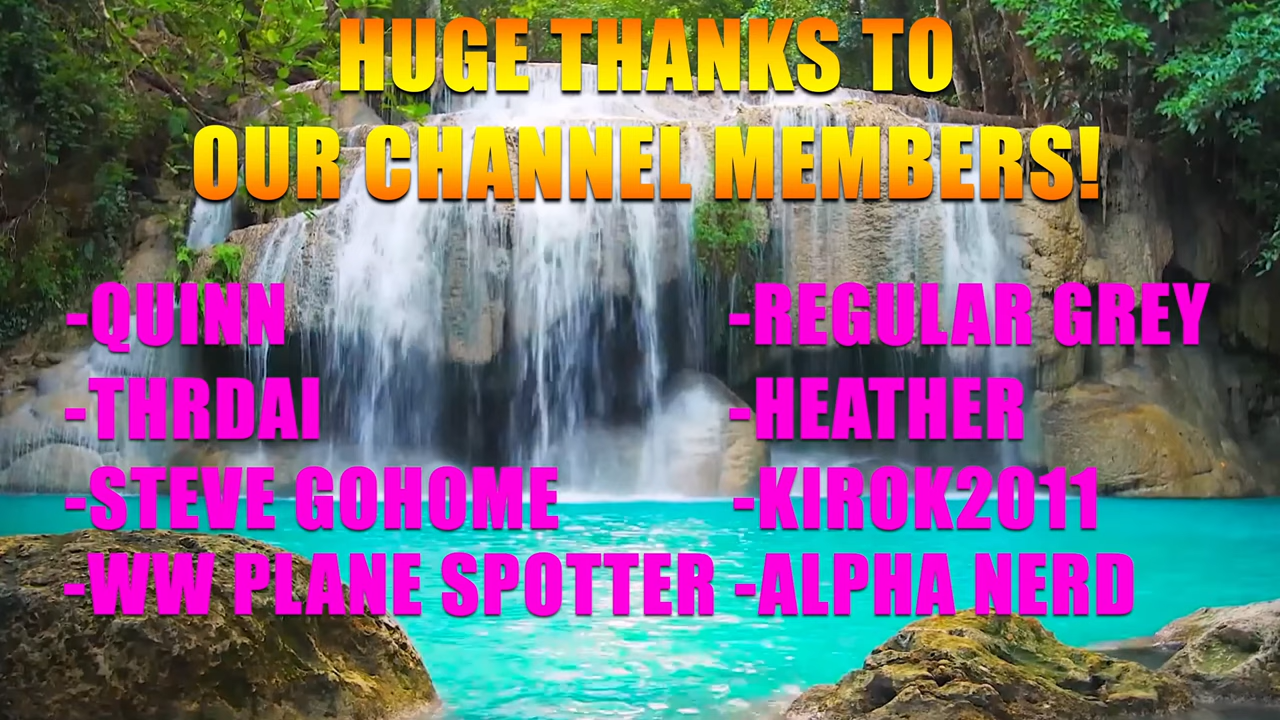 HUGE THANKS TO
OUR CHANNEL MEMBERS!
-QUINN
-THRDAI
-STEVE GOHOME
-WW PLANE SPOTTER
-REGULAR GREY
-HEATHER
-KIROK2011
-ALPHA NERD